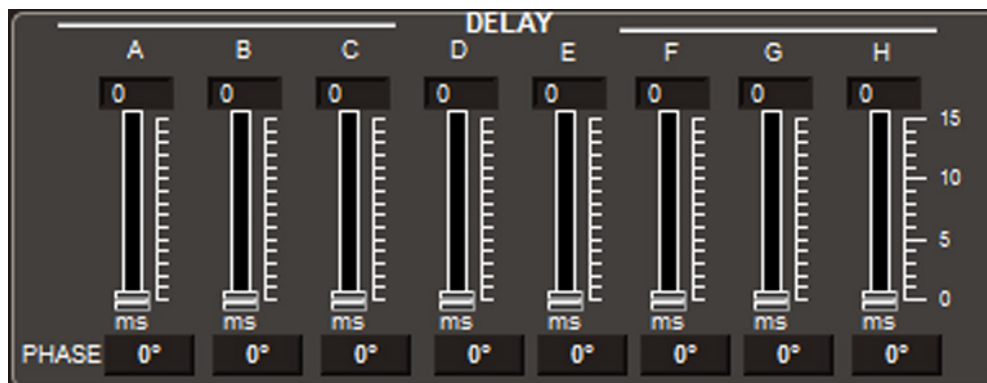 DELAY
A B C D E F G H
0 0 0 0 0 0 0 0
15
10
5
0
ms ms ms ms ms ms ms ms
PHASE 0° 0° 0° 0° 0° 0° 0° 0°